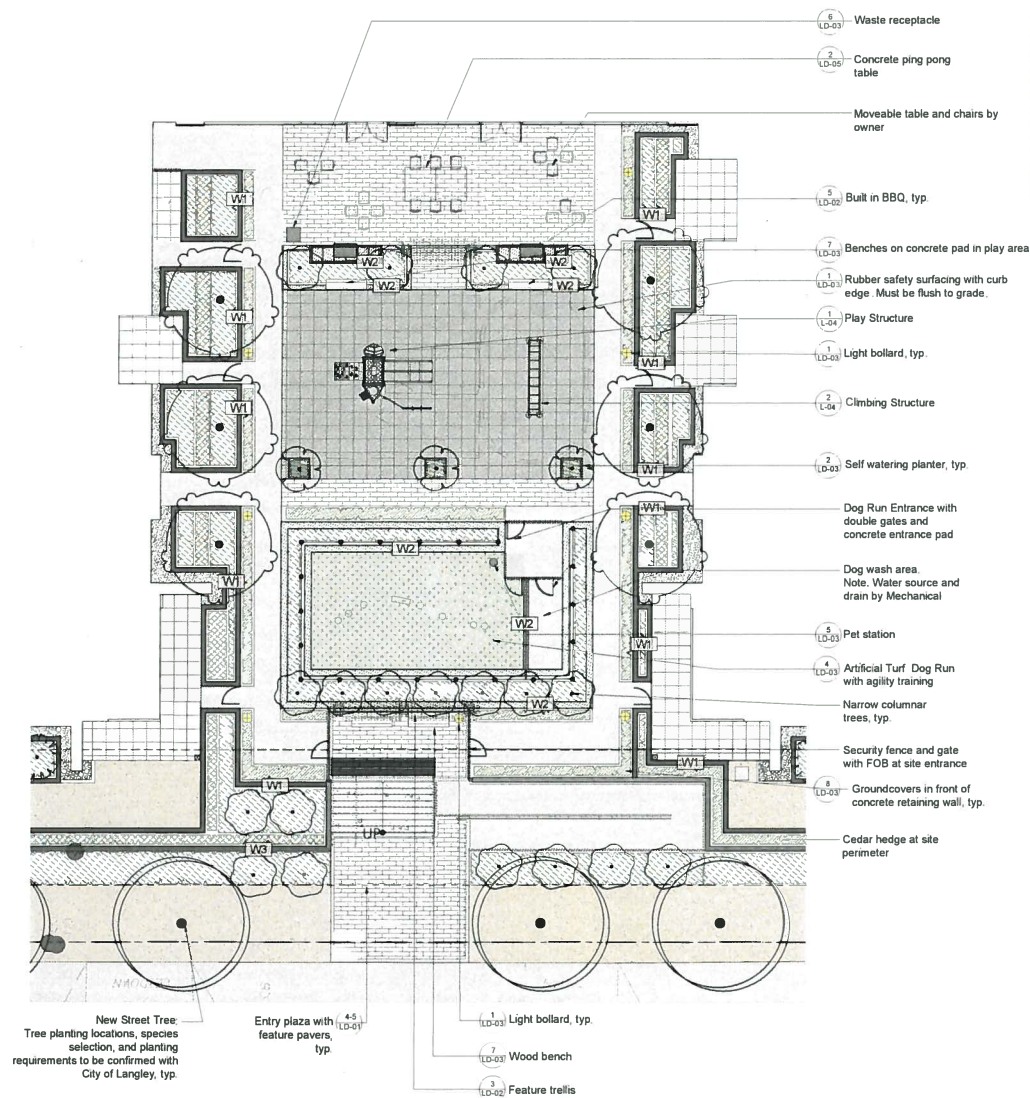 6
LD-03
Waste receptacle
2
LD-05
Concrete ping pong
table
Moveable table and chairs by
owner
5
LD-02
Built in BBQ, typ.
7
LD-03
Benches on concrete pad in play area
1
LD-03
Rubber safety surfacing with curb
edge. Must be flush to grade.
1
L-04
Play Structure
1
LD-03
Light bollard, typ.
2
L-04
Climbing Structure
2
LD-03
Self watering planter, typ.
Dog Run Entrance with
double gates and
concrete entrance pad
Dog wash area.
Note. Water source and
drain by Mechanical
5
LD-03
Pet station
4
LD-03
Artificial Turf Dog Run
with agility training
Narrow columnar
trees, typ.
Security fence and gate
with FOB at site entrance
8
LD-03
Groundcovers in front of
concrete retaining wall, typ.
Cedar hedge at site
perimeter
W1
W1
W2
W2
W2
W2
W1
W1
W1
W1
W1
W2
W1
W1
W2
W1
W2
W1
W1
UP
W3
New Street Tree.
Tree planting locations, species
selection, and planting
requirements to be confirmed with
City of Langley, typ.
Entry plaza with
feature pavers,
typ.
4-5
LD-01
1
LD-03
Light bollard, typ.
7
LD-03
Wood bench
3
LD-02
Feature trellis